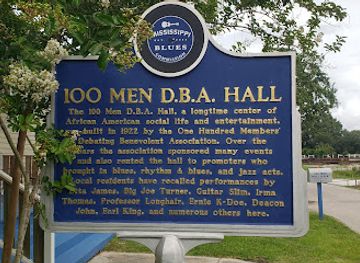 MISSISSIPPI
BLUES
COMMISSION
100 MEN D.B.A. HALL
The 100 Men D.B.A. Hall, a longtime center of
African American social life and entertainment,
was built in 1922 by the One Hundred Members'
Debating Benevolent Association. Over the
years the association sponsored many events
and also rented the hall to promoters who
brought in blues, rhythm & blues, and jazz acts.
Local residents have recalled performances by
Etta James, Big Joe Turner, Guitar Slim, Irma
Thomas, Professor Longhair, Ernie K-Doe, Deacon
John, Earl King, and numerous others here.